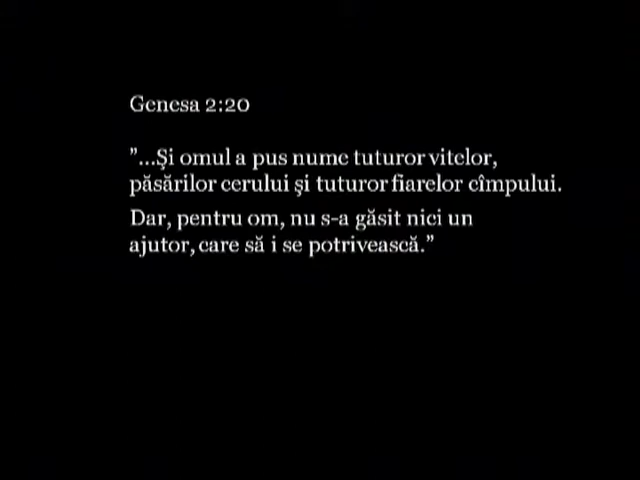 Genesa 2:20
”...Şi omul a pus nume tuturor vitelor,
păsărilor cerului şi tuturor fiarelor cîmpului.
Dar, pentru om, nu s-a găsit nici un
ajutor, care să i se potrivească.”